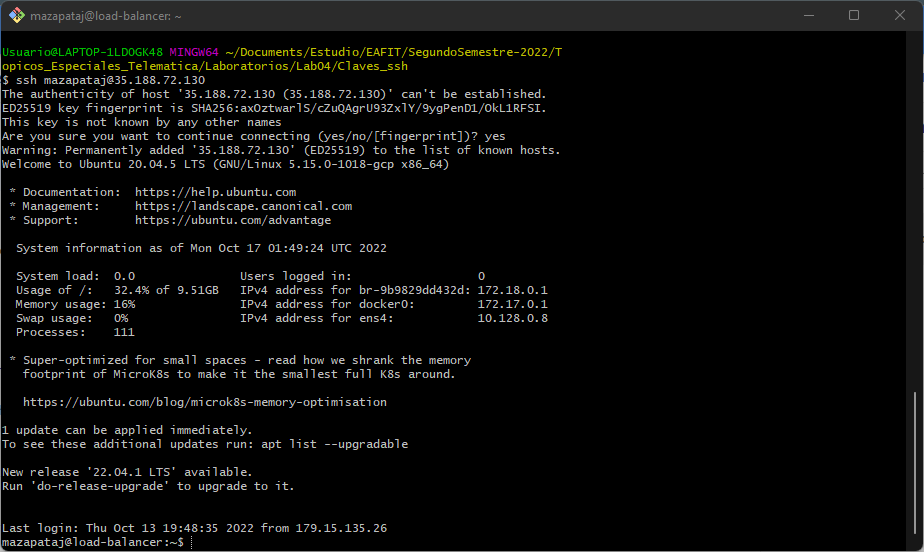 mazapataj@load-balancer: ~
Usuario@LAPTOP-1LDOGK48 MINGW64 ~/Documents/Estudio/EAFIT/SegundoSemestre-2022/T
opicos_Especiales_Telematica/Laboratorios/Lab04/Claves_ssh
$ ssh mazapataj@35.188.72.130
The authenticity of host '35.188.72.130 (35.188.72.130)' can't be established.
ED25519 key fingerprint is SHA256:axOztwarlS/cZuQAgrU93ZxlY/9ygPenD1/OkL1RFSI.
This key is not known by any other names
Are you sure you want to continue connecting (yes/no/[fingerprint])? yes
Warning: Permanently added '35.188.72.130' (ED25519) to the list of known hosts.
Welcome to Ubuntu 20.04.5 LTS (GNU/Linux 5.15.0-1018-gcp x86_64)
* Documentation:  https://help.ubuntu.com
* Management:     https://landscape.canonical.com
* Support:        https://ubuntu.com/advantage
System information as of Mon Oct 17 01:49:24 UTC 2022
System load:  0.0               Users logged in:                  0
Usage of /:   32.4% of 9.51GB   IPv4 address for br-9b9829dd432d: 172.18.0.1
Memory usage: 16%               IPv4 address for docker0:         172.17.0.1
Swap usage:   0%                IPv4 address for ens4:            10.128.0.8
Processes:    111
* Super-optimized for small spaces - read how we shrank the memory
footprint of MicroK8s to make it the smallest full K8s around.
https://ubuntu.com/blog/microk8s-memory-optimisation
1 update can be applied immediately.
To see these additional updates run: apt list --upgradable
New release '22.04.1 LTS' available.
Run 'do-release-upgrade' to upgrade to it.
Last login: Thu Oct 13 19:48:35 2022 from 179.15.135.26
mazapataj@load-balancer:~$